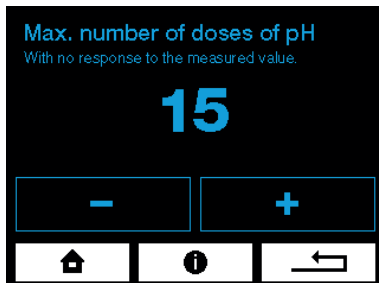 Max. number of doses of pH
With no response to the measured value.
15
- +